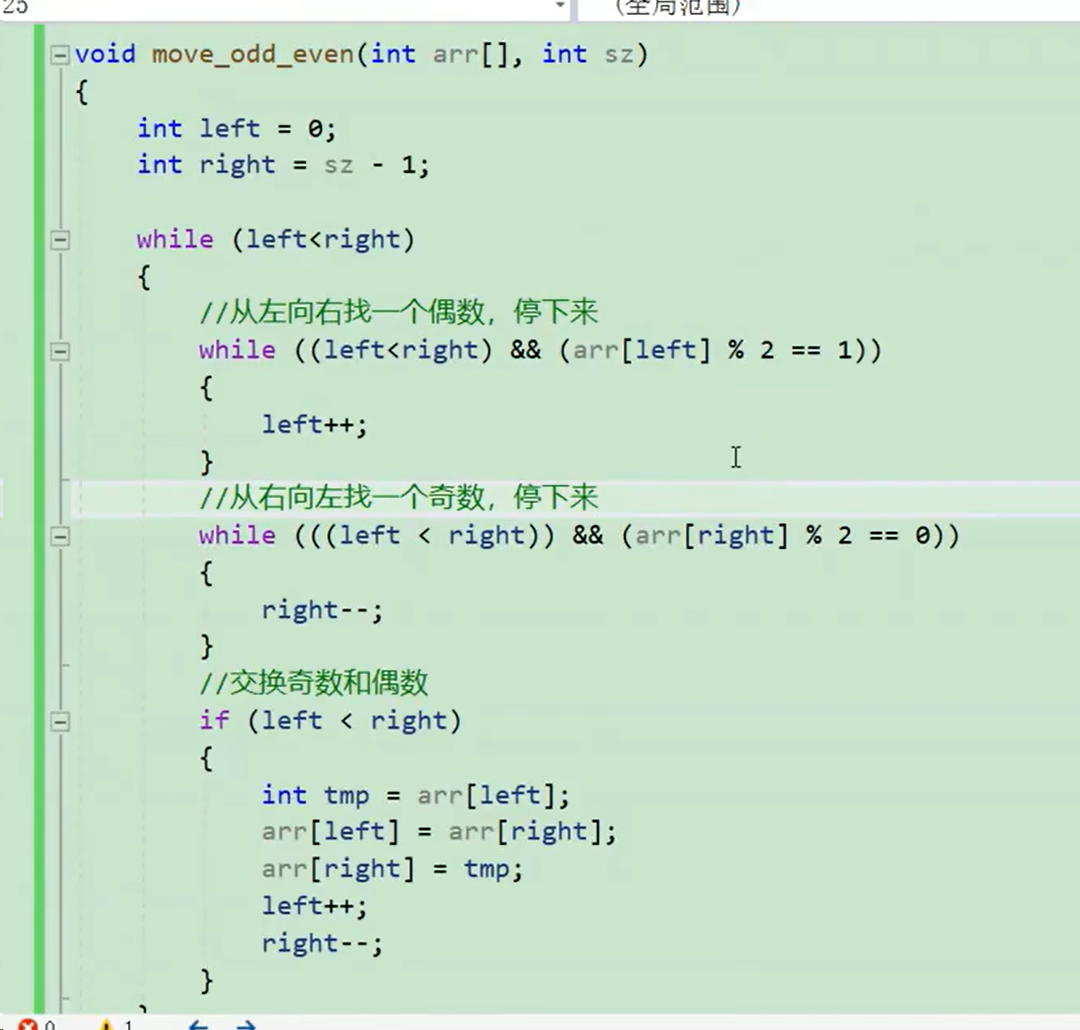 25
(全局范围)
void move_odd_even(int arr[], int sz)
{
int left = 0;
int right = sz - 1;
while (left<right)
{
//从左向右找一个偶数，停下来
while ((left<right) && (arr[left] % 2 == 1))
{
left++;
}
//从右向左找一个奇数，停下来
while (((left < right)) && (arr[right] % 2 == 0))
{
right--;
}
//交换奇数和偶数
if (left < right)
{
int tmp = arr[left];
arr[left] = arr[right];
arr[right] = tmp;
left++;
right--;
}
}
0 1